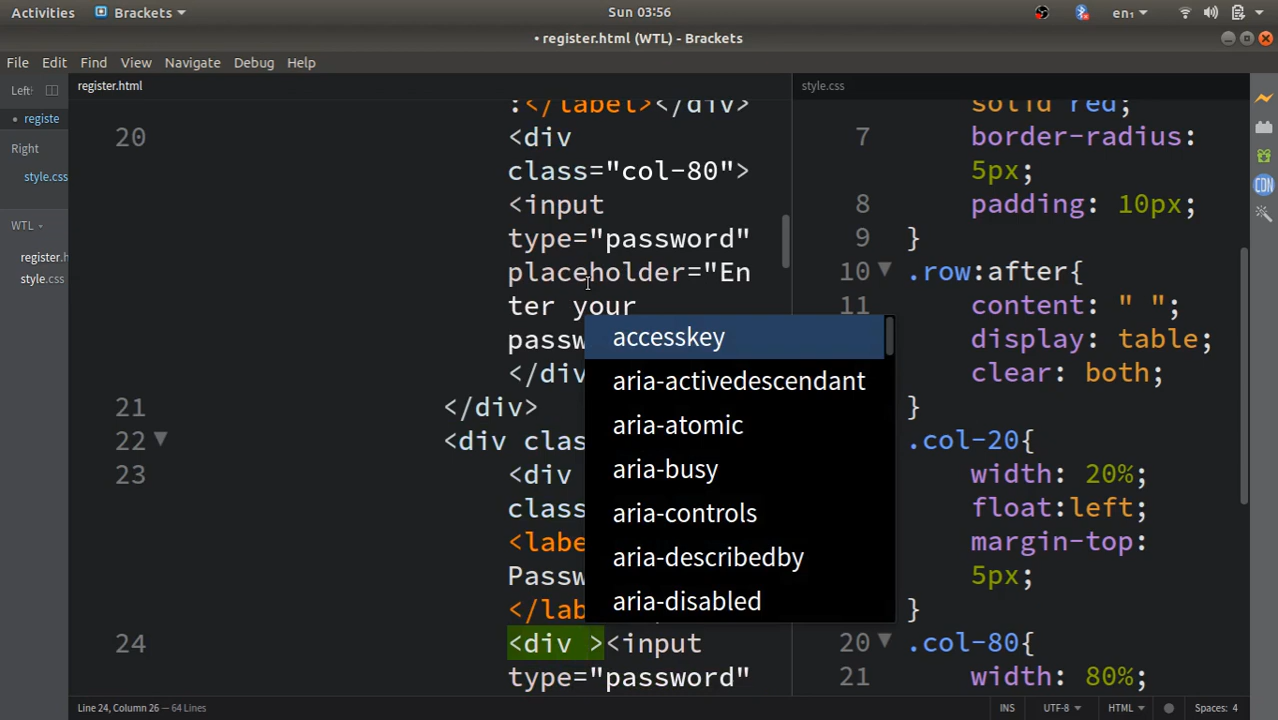 Activities Brackets Sun 03:56 en₁
• register.html (WTL) - Brackets
File Edit Find View Navigate Debug Help
Left
• registe
Right
style.css
WTL
register.h
style.css
register.html
:</label></div>
20 <div
class="col-80">
<input
type="password"
placeholder="En
ter your
passw
</div
21 </div>
22 <div clas
23 <div
class=
<labe
Passw
</lab
24 <div ><input
type="password"
accesskey
aria-activedescendant
aria-atomic
aria-busy
aria-controls
aria-describedby
aria-disabled
style.css
solid red;
7 border-radius:
5px;
8 padding: 10px;
9 }
10 .row:after{
11 content: " ";
display: table;
clear: both;
}
.col-20{
width: 20%;
float:left;
margin-top:
5px;
}
20 .col-80{
21 width: 80%;
CDN
Line 24, Column 26 — 64 Lines
INS UTF-8 HTML Spaces: 4